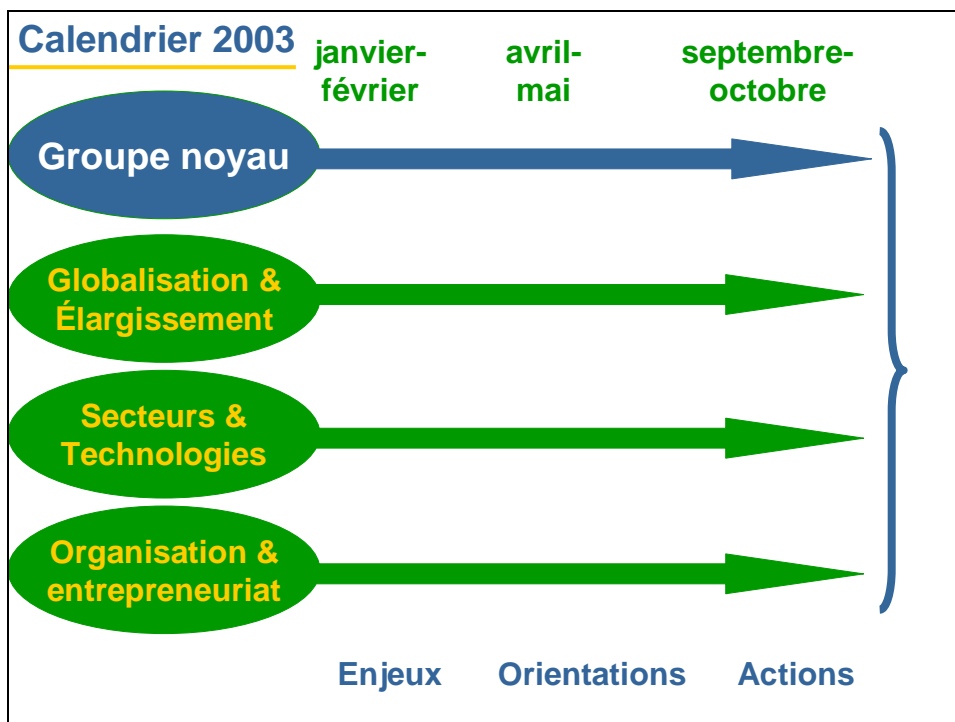 Calendrier 2003
janvier-
février
avril-
mai
septembre-
octobre
Groupe noyau
Globalisation &
Élargissement
Secteurs &
Technologies
Organisation &
entrepreneuriat
Enjeux Orientations Actions